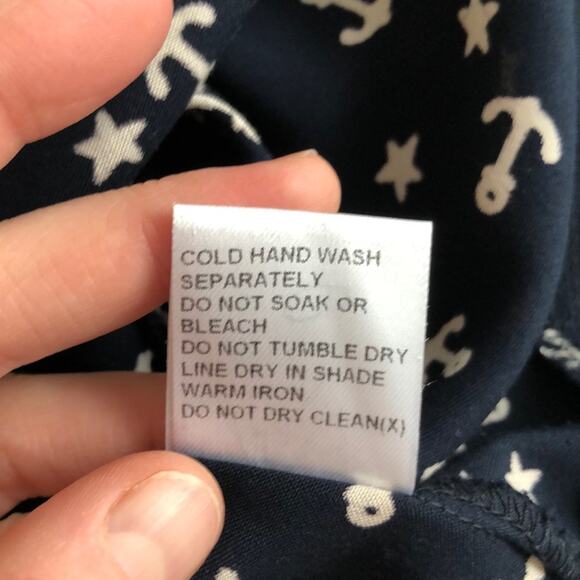 COLD HAND WASH
SEPARATELY
DO NOT SOAK OR
BLEACH
DO NOT TUMBLE DRY
LINE DRY IN SHADE
WARM IRON
DO NOT DRY CLEAN(X)